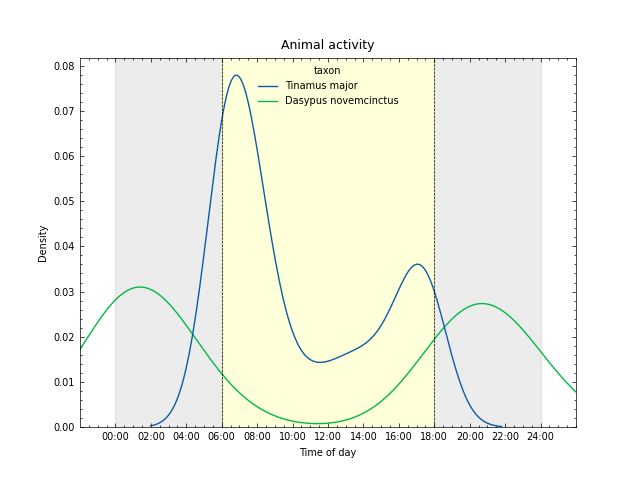 Animal activity
taxon
Tinamus major
Dasypus novemcinctus
Density
0.08
0.07
0.06
0.05
0.04
0.03
0.02
0.01
0.00
00:00 02:00 04:00 06:00 08:00 10:00 12:00 14:00 16:00 18:00 20:00 22:00 24:00
Time of day